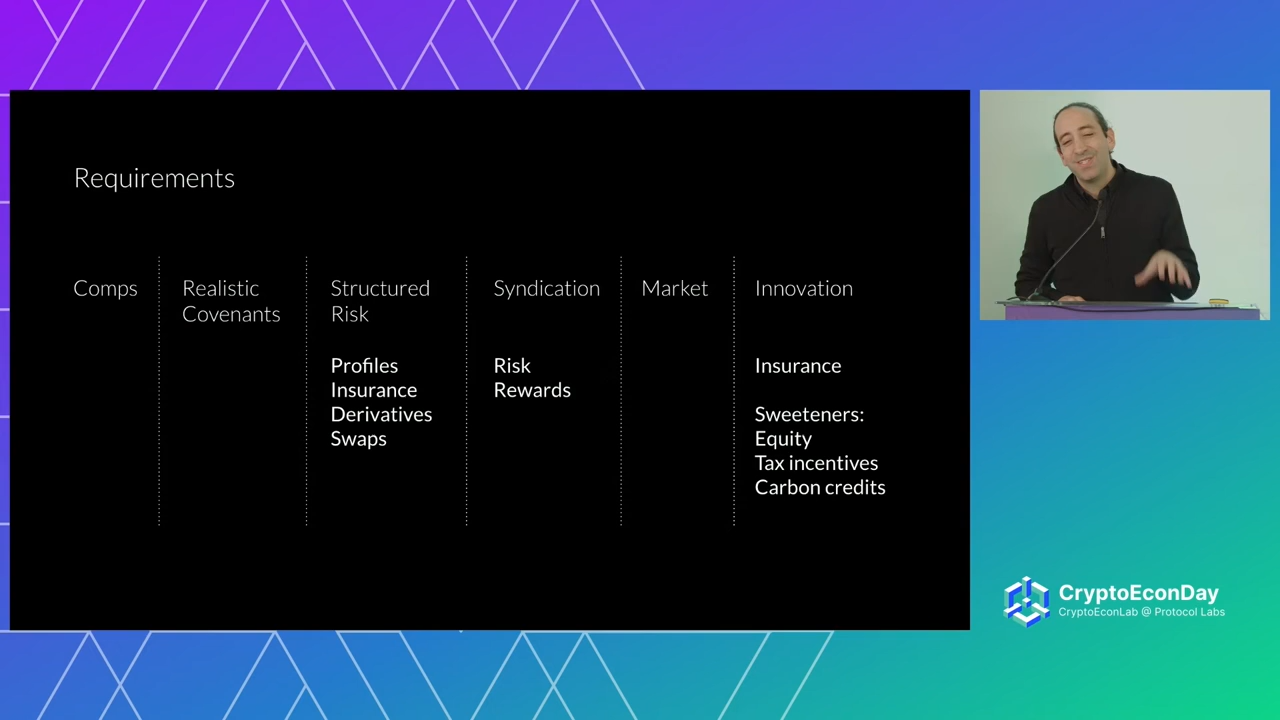 Requirements
Comps
Realistic
Covenants
Structured
Risk
Profiles
Insurance
Derivatives
Swaps
Syndication
Risk
Rewards
Market
Innovation
Insurance
Sweeteners:
Equity
Tax incentives
Carbon credits
CryptoEconDay
CryptoEconLab @ Protocol Labs